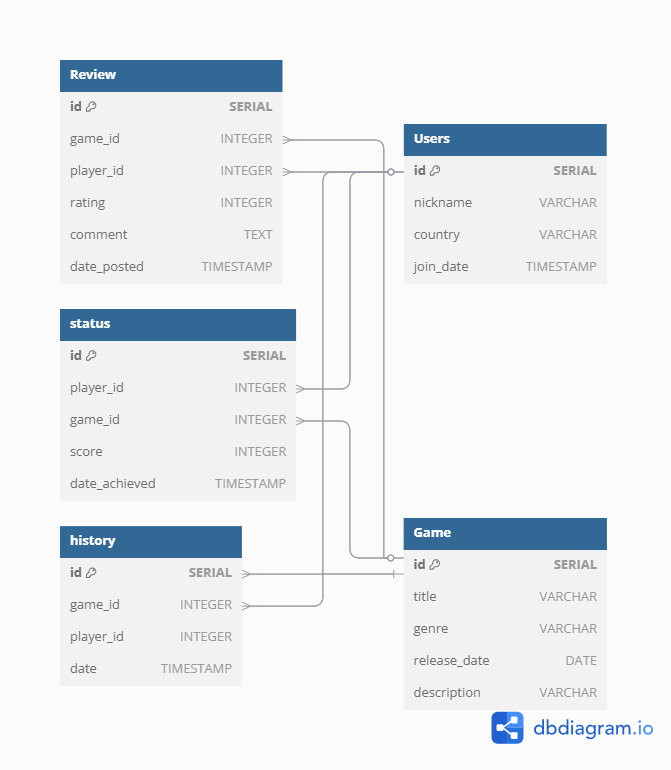 Review
id SERIAL
game_id INTEGER
player_id INTEGER
rating INTEGER
comment TEXT
date_posted TIMESTAMP
Users
id SERIAL
nickname VARCHAR
country VARCHAR
join_date TIMESTAMP
status
id SERIAL
player_id INTEGER
game_id INTEGER
score INTEGER
date_achieved TIMESTAMP
history
id SERIAL
game_id INTEGER
player_id INTEGER
date TIMESTAMP
Game
id SERIAL
title VARCHAR
genre VARCHAR
release_date DATE
description VARCHAR
dbdiagram.io